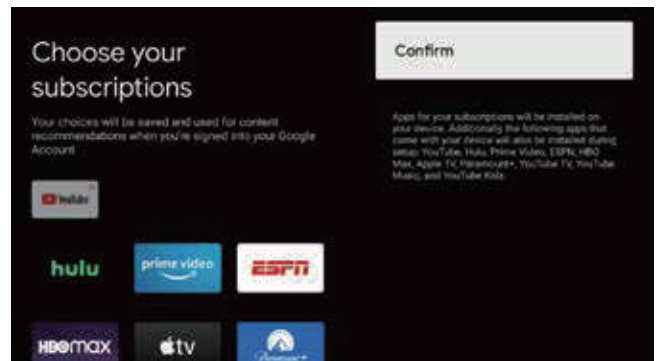 Choose your
subscriptions
Your choices will be saved and used for content
recommendations when you're signed into your Google
Account
YouTube
hulu
prime video
ESPN
HBOmax
tv
Paramount+
Confirm
Apps for your subscriptions will be installed on
your device. Additionally the following apps that
come with your device will also be installed during
setup: YouTube, Hulu, Prime Video, ESPN, HBO
Max, Apple TV, Paramount+, YouTube TV, YouTube
Music, and YouTube Kids